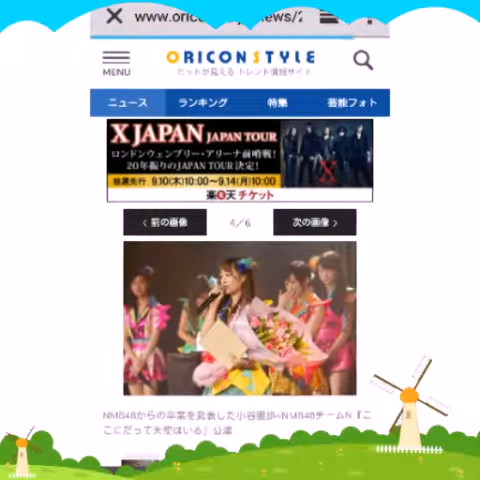 www.oric
news/2
ORICON STYLE
MENU
ヒットが見える トレンド情報サイト
ニュース ランキング 特集 芸能フォト
X JAPAN JAPAN TOUR
ロンドンウェンブリー・アリーナ前哨戦!
20年振りのJAPAN TOUR決定!
抽選先行 9.10(木)10:00〜9.14(月)10:00
楽天チケット
前の画像 4/6 次の画像
NMB48からの卒業を発表した小谷里歩=NMB48チームN『こ
こにだって天使はいる』公演